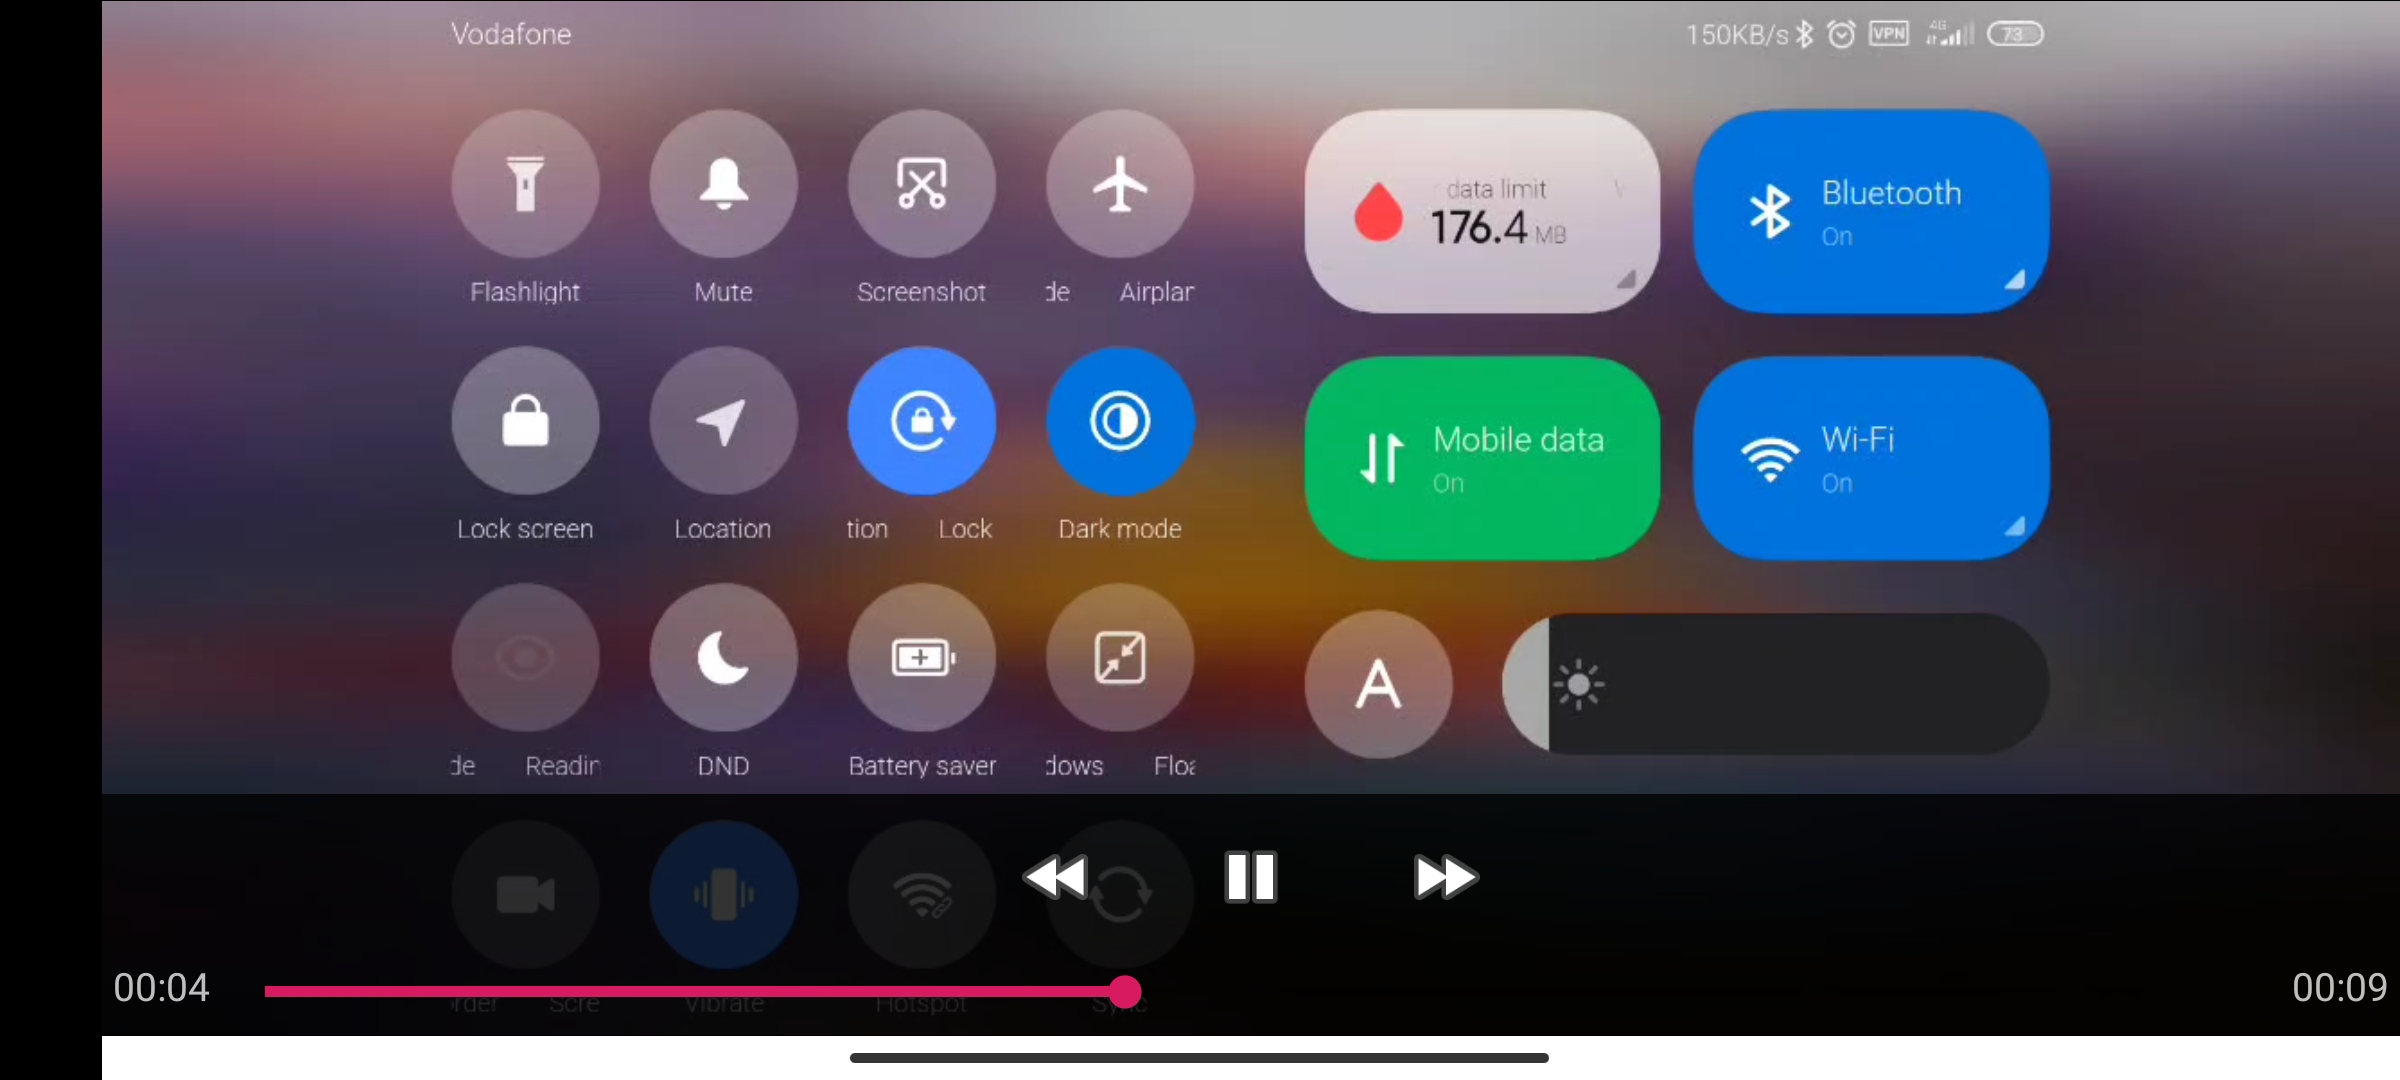 Vodafone
150KB/s VPN 4G 73
data limit
176.4 MB
Bluetooth
On
Flashlight
Mute
Screenshot
de Airplan
Mobile data
On
Wi-Fi
On
Lock screen
Location
tion Lock
Dark mode
A
de Readin
DND
Battery saver
dows Floa
00:04
00:09
rder Scre
Vibrate
Hotspot
Sync